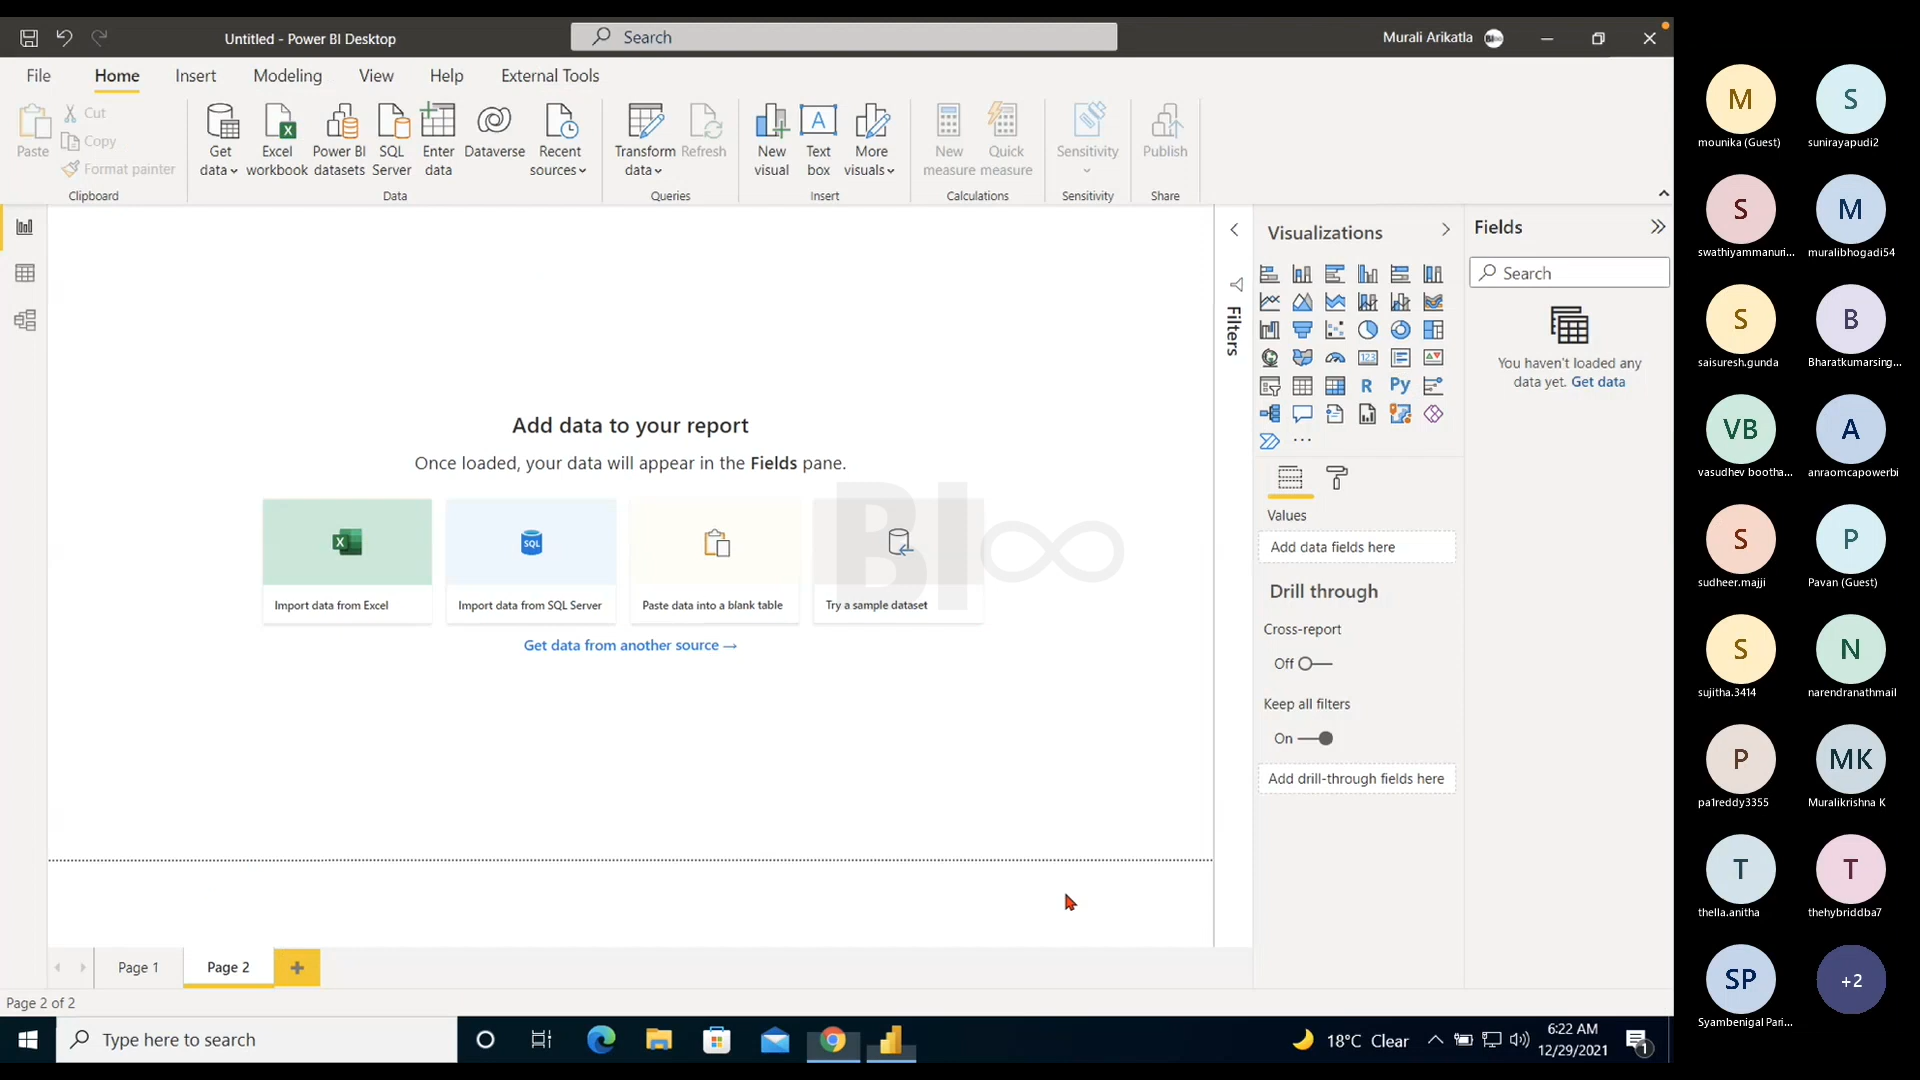 Untitled - Power BI Desktop
Search
Murali Arikatla
File
Home
Insert
Modeling
View
Help
External Tools
Paste
Cut
Copy
Format painter
Clipboard
Get
data
Excel
workbook
Power BI
datasets
SQL
Server
Enter
data
Dataverse
Recent
sources
Data
Transform
data
Refresh
Queries
New
visual
A
Text
box
More
visuals
Insert
New
measure
Quick
measure
Calculations
Sensitivity
Sensitivity
Publish
Share
Add data to your report
Once loaded, your data will appear in the Fields pane.
Import data from Excel
SQL
Import data from SQL Server
Paste data into a blank table
Try a sample dataset
BI
Get data from another source →
Filters
Visualizations
123
R
Py
Values
Add data fields here
Drill through
Cross-report
Off
Keep all filters
On
Add drill-through fields here
Fields
Search
You haven't loaded any
data yet. Get data
Page 1
Page 2
Page 2 of 2
Type here to search
18°C Clear
6:22 AM
12/29/2021
1
M
mounika (Guest)
S
sunirayapudi2
S
swathiyammanuri...
M
muralibhogadi54
S
saisuresh.gunda
B
Bharatkumarsing...
VB
vasudhev bootha...
A
anraomcapowerbi
S
sudheer.majji
P
Pavan (Guest)
S
sujitha.3414
N
narendranathmail
P
pa1reddy3355
MK
Muralikrishna K
T
thella.anitha
T
thehybriddba7
SP
Syambenigal Pari...
+2